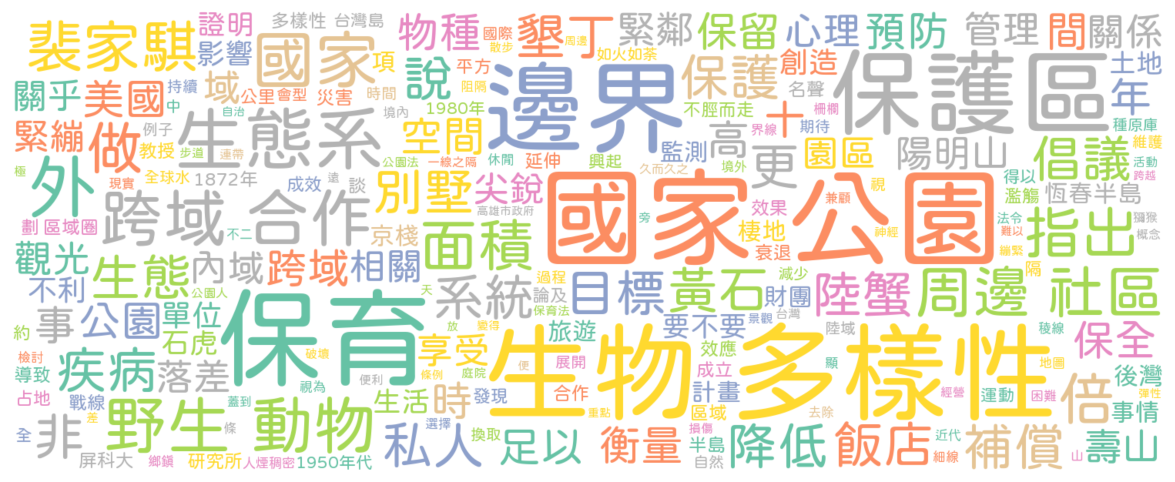 裴家騏
證明
影響
多樣性
台灣島
國家
項
物種
國際
散步
墾丁
周邊
如火如荼
緊鄰
保留
心理
預防
管理
間
關係
關乎
美國
持續
中
域
公里
會型
災害
時間
阻隔
說
平方
1980年
邊界
保護
不脛而走
創造
名聲
十
柵欄
保護區
土地
年
種原庫
維護
緊繃
做
例子
教授
自治
境內
生態系
步道
連帶
公園法
空間
一線之隔
休閒
延伸
興起
監測
高
界線
期待
更
園區
陽明山
倡議
活動
跨越
外
現實
全球水
1872年
成效
遠
談
別墅
尖銳
久而久之
境外
效果
視
兼顧
得以
濫觴
恆春半島
法令
獼猴
概念
劃
區域圈
跨域
合作
不二
高雄市政府
京棧
面積
國家公園
旁
棲地
衰退
神經
難以
繃緊
指出
隔
觀光
不利
生態
公園人
內域
跨域
相關
天
系統
過程
論及
保育法
目標
黃石
減少
財團
景觀
台灣
陸蟹
陸域
周邊
社區
稜線
約
事
公園
單位
石虎
保育
放
變得
旅遊
要不要
效應
生物多樣性
顯
保全
地圖
檢討
導致
占地
疾病
落差
破壞
視為
條例
便利
享受
庭院
便
展開
成立
計畫
經營
運動
困難
倍
後灣
彈性
事情
戰線
全
差
非
野生
蓋到
動物
條
生活
選擇
時
發現
換取
合作
重點
區域
去除
屏科大
鄉鎮
研究所
人煙稠密
1950年代
私人
足以
衡量
損傷
半島
自然
降低
飯店
近代
細線
補償
山
壽山
極